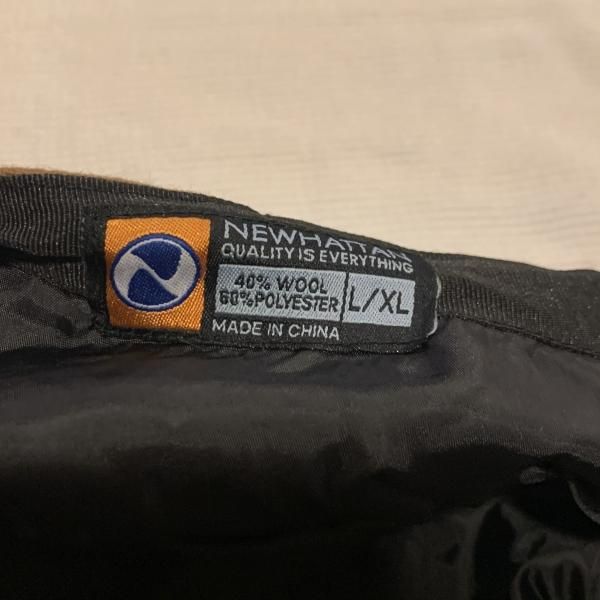 NEWHATTAN
QUALITY IS EVERYTHING
40% WOOL
60%POLYESTER
L/XL
MADE IN CHINA